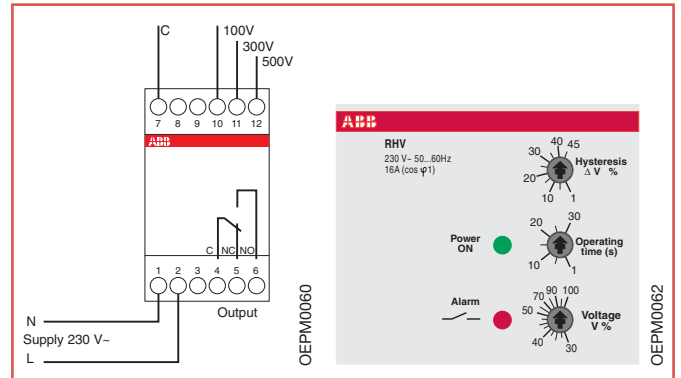 C
100V
300V
500V
7 8 9 10 11 12
ABB
C NC NO
1 2 3 4 5 6
Output
N
Supply 230 V~
L
OEPM0060
ABB
RHV
230 V~ 50...60Hz
16A (cos φ 1)
40 45
30
20
10 1
Hysteresis
Δ V %
Power
ON
30
20
10 1
Operating
time (s)
Alarm
90 100
70
50
40 30
Voltage
V %
OEPM0062